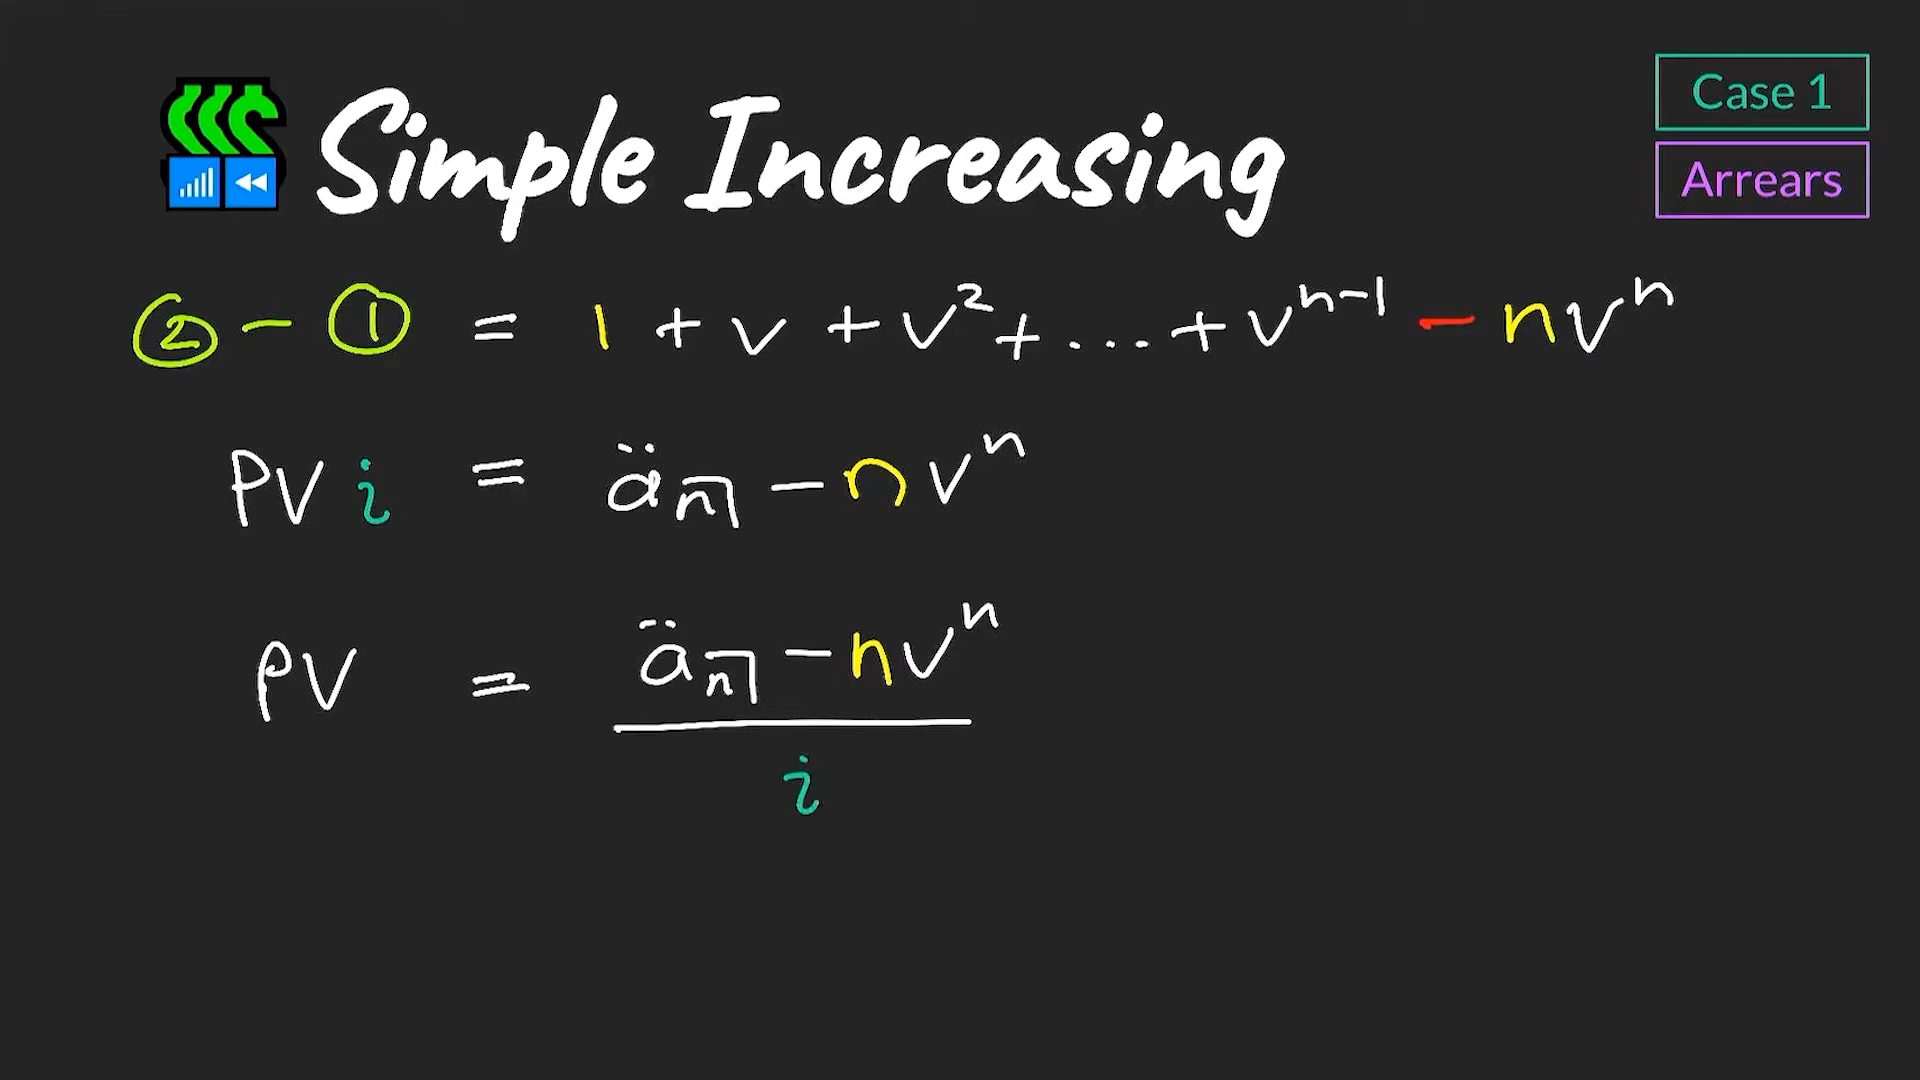 Simple Increasing
Case 1
Arrears
② - ① = 1 + v + v² + ... + vⁿ⁻¹ - nvⁿ
PV i = än̅| - nvⁿ
PV = än̅| - nvⁿ
i